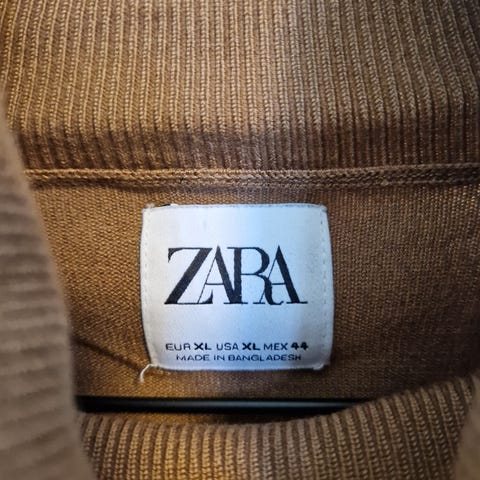 ZARA
EUR XL USA XL MEX 44
MADE IN BANGLADESH